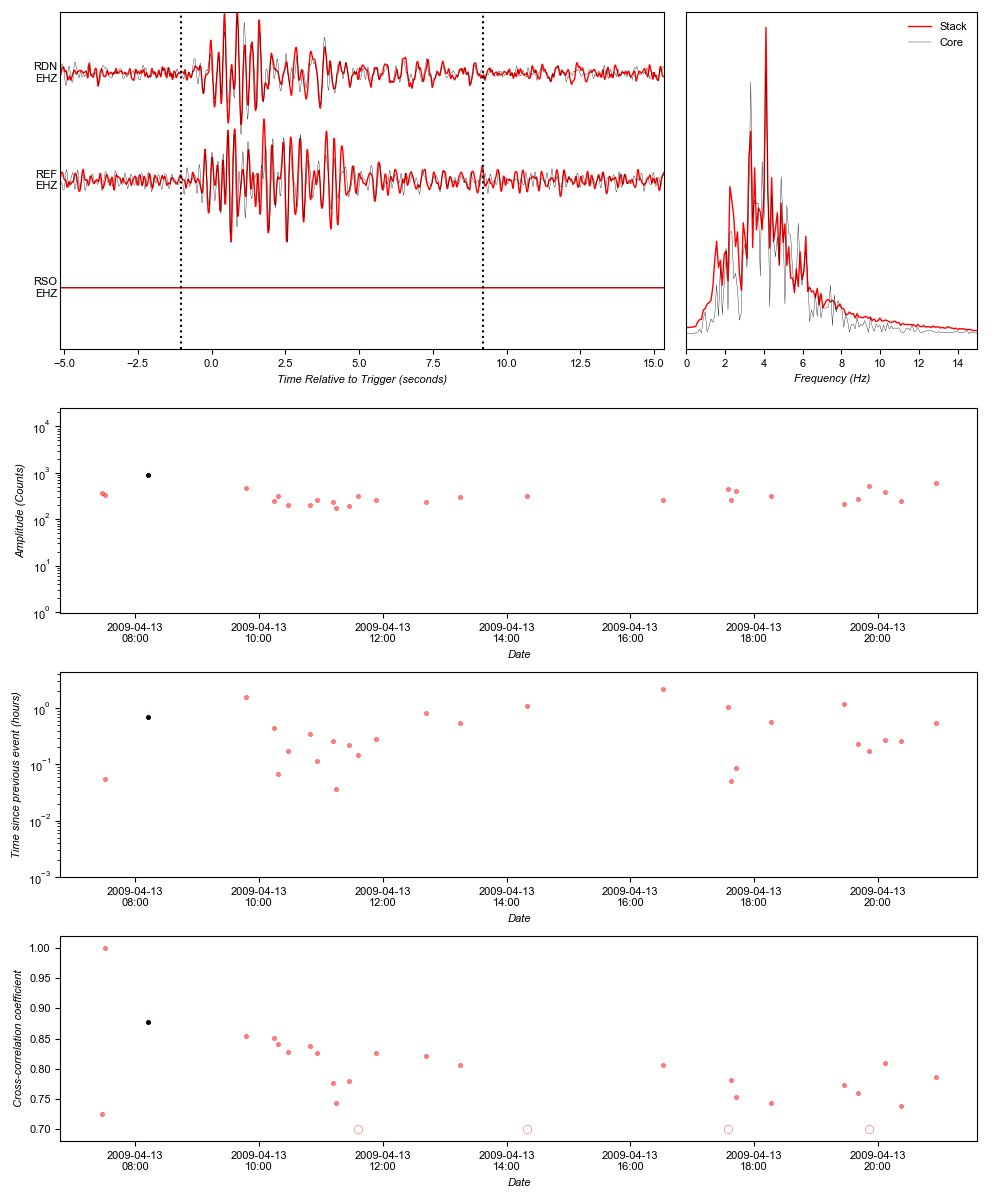 RDN
EHZ
REF
EHZ
RSO
EHZ
−5.0 −2.5 0.0 2.5 5.0 7.5 10.0 12.5 15.0
Time Relative to Trigger (seconds)
Stack
Core
0 2 4 6 8 10 12 14
Frequency (Hz)
Amplitude (Counts)
10⁴
10³
10²
10¹
10⁰
2009-04-13 2009-04-13 2009-04-13 2009-04-13 2009-04-13 2009-04-13 2009-04-13
08:00 10:00 12:00 14:00 16:00 18:00 20:00
Date
Time since previous event (hours)
10⁰
10⁻¹
10⁻²
10⁻³
2009-04-13 2009-04-13 2009-04-13 2009-04-13 2009-04-13 2009-04-13 2009-04-13
08:00 10:00 12:00 14:00 16:00 18:00 20:00
Date
Cross-correlation coefficient
1.00
0.95
0.90
0.85
0.80
0.75
0.70
2009-04-13 2009-04-13 2009-04-13 2009-04-13 2009-04-13 2009-04-13 2009-04-13
08:00 10:00 12:00 14:00 16:00 18:00 20:00
Date